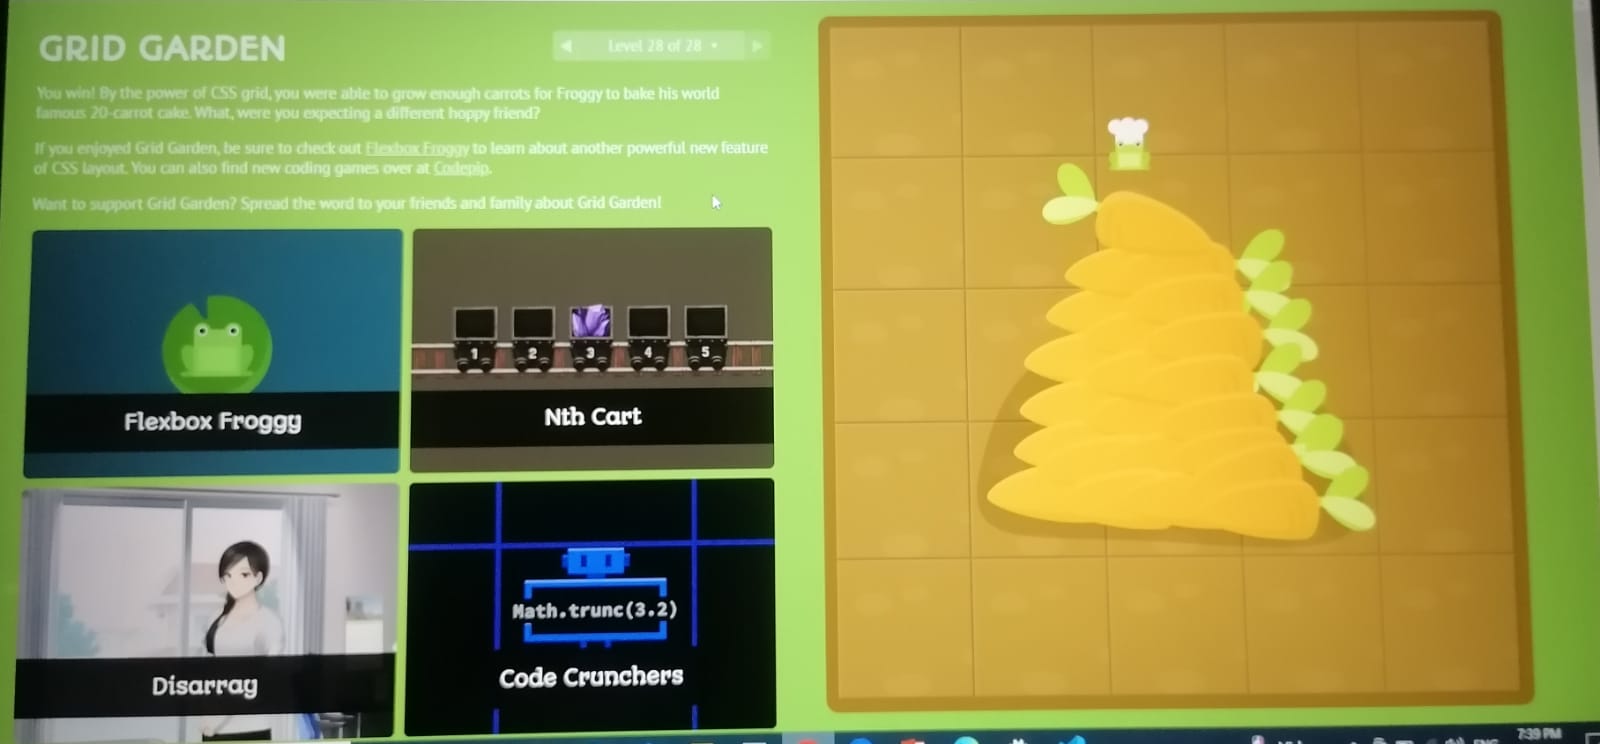 GRID GARDEN
Level 28 of 28
You win! By the power of CSS grid, you were able to grow enough carrots for Froggy to bake his world
famous 20-carrot cake. What, were you expecting a different hoppy friend?
If you enjoyed Grid Garden, be sure to check out Flexbox Froggy to learn about another powerful new feature
of CSS layout. You can also find new coding games over at Codepip.
Want to support Grid Garden? Spread the word to your friends and family about Grid Garden!
1 2 3 4 5
Flexbox Froggy
Nth Cart
Math.trunc(3.2)
Disarray
Code Crunchers
ENG
7:39 PM